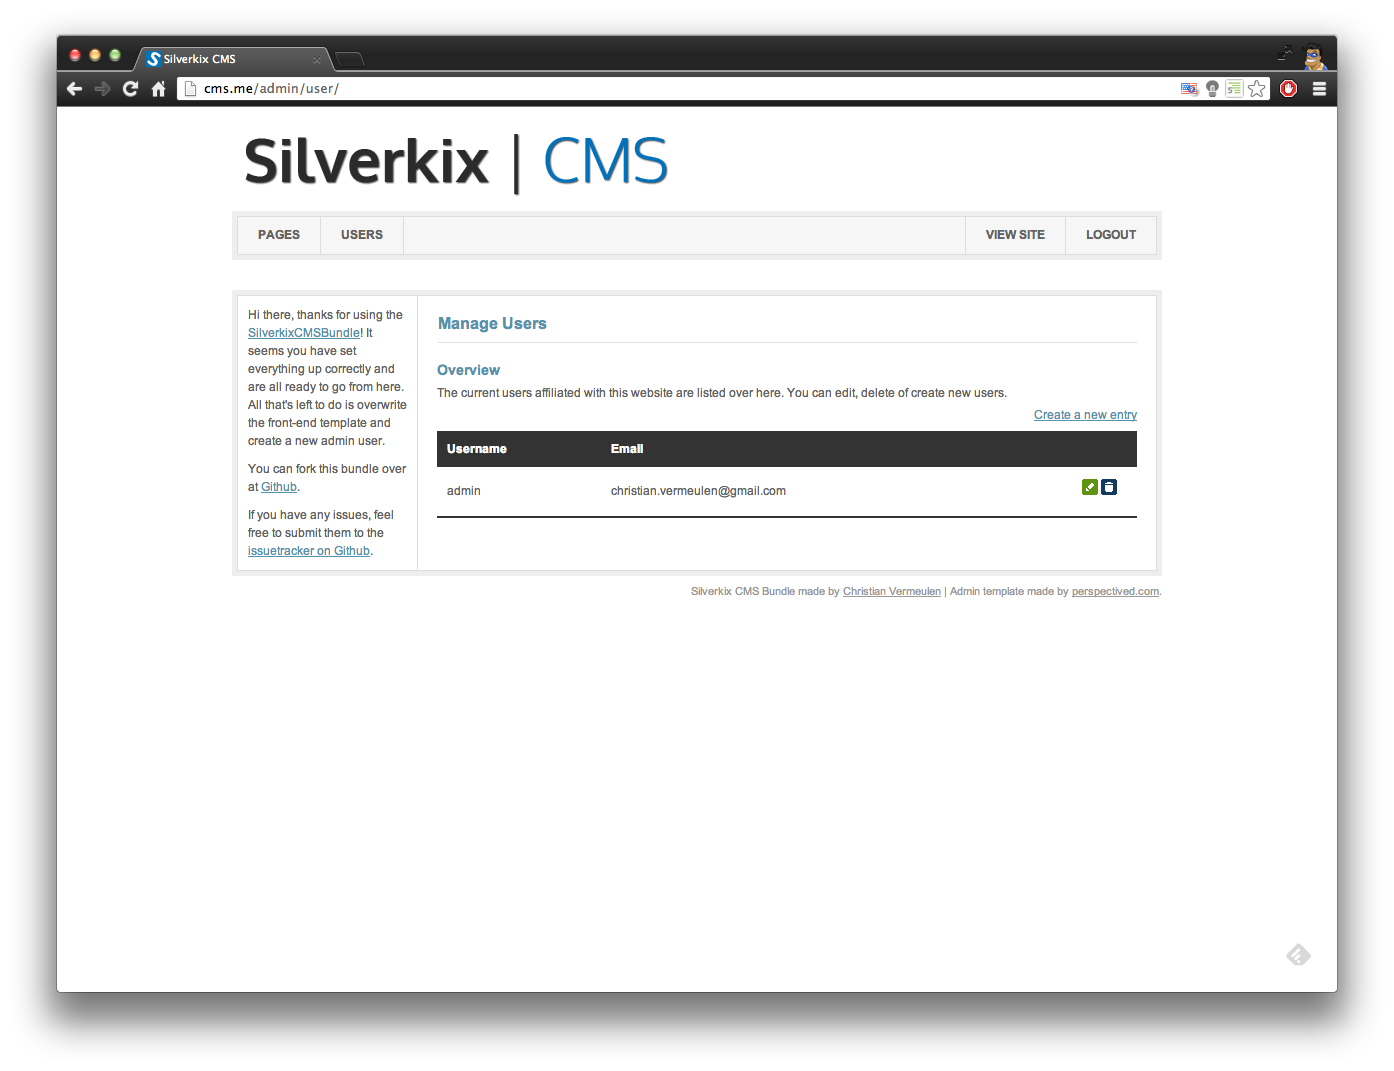 Silverkix CMS
cms.me/admin/user/
Silverkix | CMS
PAGES
USERS
VIEW SITE
LOGOUT
Hi there, thanks for using the
SilverkixCMSBundle! It
seems you have set
everything up correctly and
are all ready to go from here.
All that's left to do is overwrite
the front-end template and
create a new admin user.
You can fork this bundle over
at Github.
If you have any issues, feel
free to submit them to the
issuetracker on Github.
Manage Users
Overview
The current users affiliated with this website are listed over here. You can edit, delete of create new users.
Create a new entry
Username Email
admin christian.vermeulen@gmail.com
Silverkix CMS Bundle made by Christian Vermeulen | Admin template made by perspectived.com.